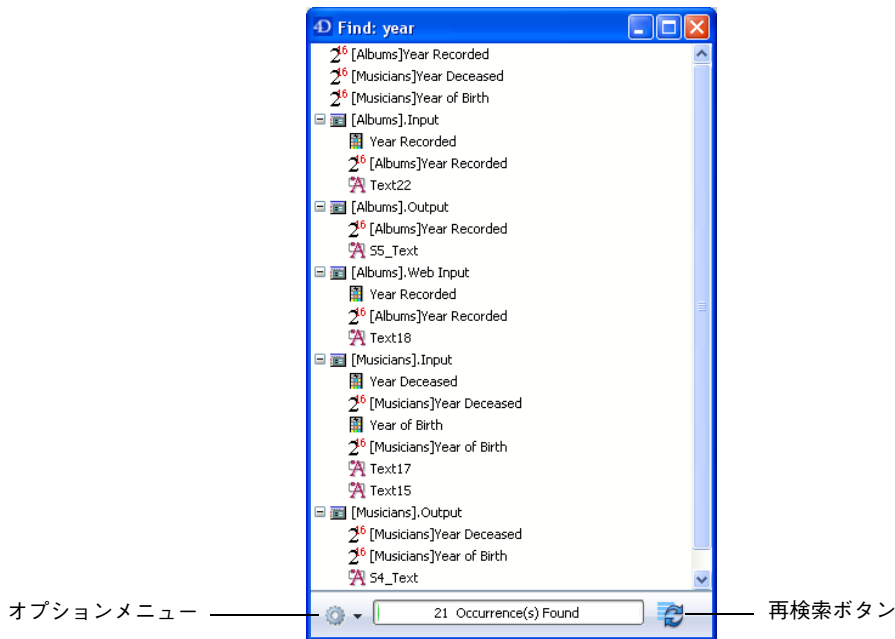 Find: year
[Albums]Year Recorded
[Musicians]Year Deceased
[Musicians]Year of Birth
[Albums].Input
Year Recorded
[Albums]Year Recorded
Text22
[Albums].Output
[Albums]Year Recorded
S5_Text
[Albums].Web Input
Year Recorded
[Albums]Year Recorded
Text18
[Musicians].Input
Year Deceased
[Musicians]Year Deceased
Year of Birth
[Musicians]Year of Birth
Text17
Text15
[Musicians].Output
[Musicians]Year Deceased
[Musicians]Year of Birth
S4_Text
オプションメニュー
21 Occurrence(s) Found
再検索ボタン